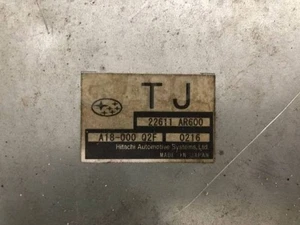 TJ
22611 AR600
A18-000 Q2F 0216
Hitachi Automotive Systems, Ltd.
MADE IN JAPAN